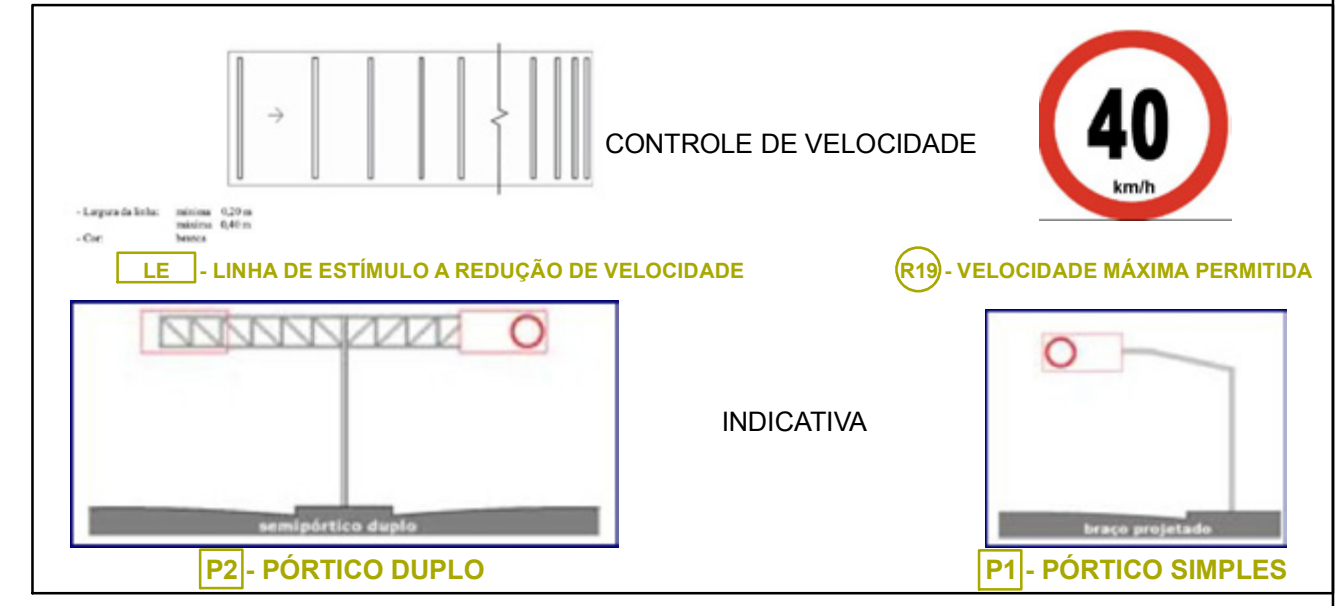 CONTROLE DE VELOCIDADE
40
km/h
- Largura da linha: mínima 0,20 m
máxima 0,40 m
- Cor: branca
LE - LINHA DE ESTÍMULO A REDUÇÃO DE VELOCIDADE
R19 - VELOCIDADE MÁXIMA PERMITIDA
INDICATIVA
semipórtico duplo
braço projetado
P2 - PÓRTICO DUPLO
P1 - PÓRTICO SIMPLES